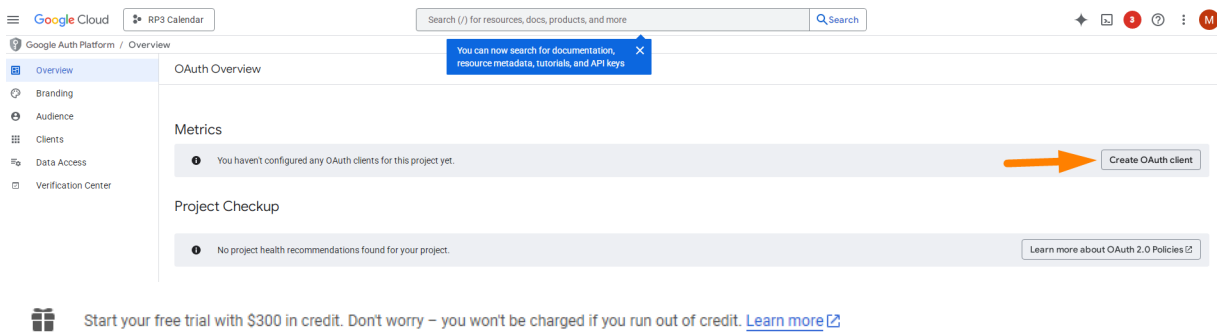 Google Cloud
RP3 Calendar
Search (/) for resources, docs, products, and more
Search
3
M
Google Auth Platform / Overview
You can now search for documentation,
resource metadata, tutorials, and API keys
Overview
Branding
Audience
Clients
Data Access
Verification Center
OAuth Overview
Metrics
You haven't configured any OAuth clients for this project yet.
Create OAuth client
Project Checkup
No project health recommendations found for your project.
Learn more about OAuth 2.0 Policies
Start your free trial with $300 in credit. Don't worry – you won't be charged if you run out of credit. Learn more